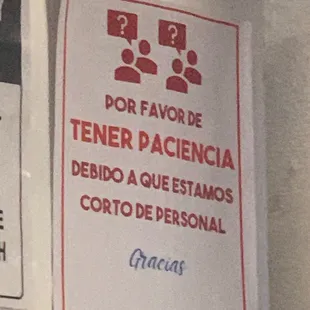 ? ?
POR FAVOR DE
TENER PACIENCIA
DEBIDO A QUE ESTAMOS
CORTO DE PERSONAL
Gracias